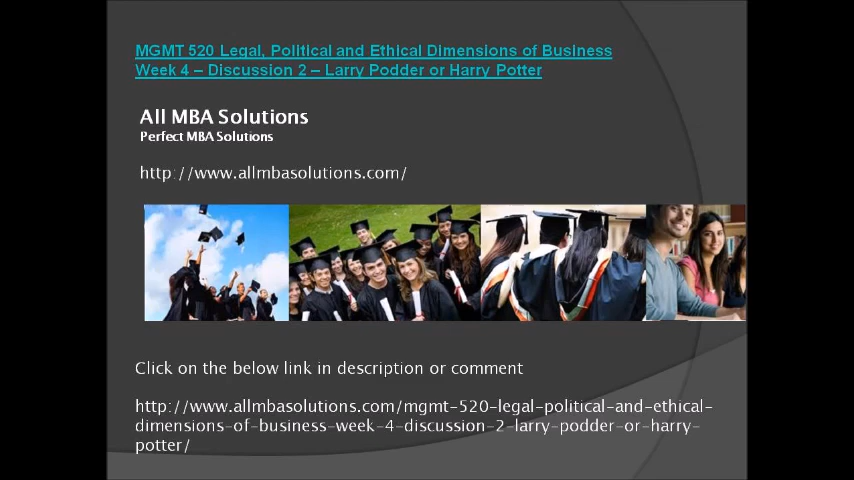 MGMT 520 Legal, Political and Ethical Dimensions of Business
Week 4 – Discussion 2 – Larry Podder or Harry Potter
All MBA Solutions
Perfect MBA Solutions
http://www.allmbasolutions.com/
Click on the below link in description or comment
http://www.allmbasolutions.com/mgmt-520-legal-political-and-ethical-
dimensions-of-business-week-4-discussion-2-larry-podder-or-harry-
potter/